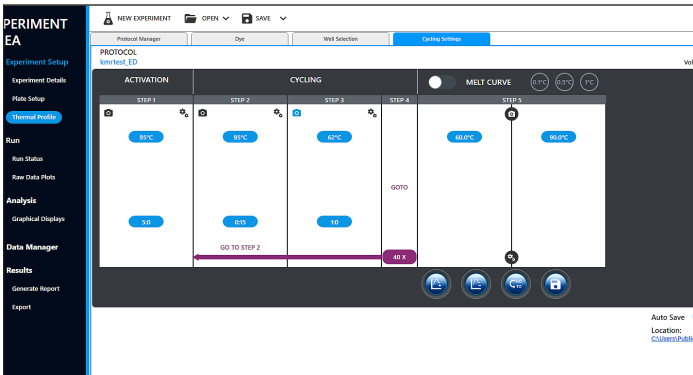 PERIMENT
EA
NEW EXPERIMENT OPEN SAVE
Protocol Manager Dye Well Selection Cycling Settings
PROTOCOL
kmrtest_ED
Vol
Experiment Setup
Experiment Details
Plate Setup
Thermal Profile
Run
Run Status
Raw Data Plots
Analysis
Graphical Displays
Data Manager
Results
Generate Report
Export
ACTIVATION CYCLING MELT CURVE 0.1°C 0.5°C 1°C
STEP 1 STEP 2 STEP 3 STEP 4 STEP 5
95°C 95°C 62°C 60.0°C 90.0°C
GOTO
5:0 0:15 1:0
GO TO STEP 2
40 X
TO
Auto Save
Location:
C:\Users\Public